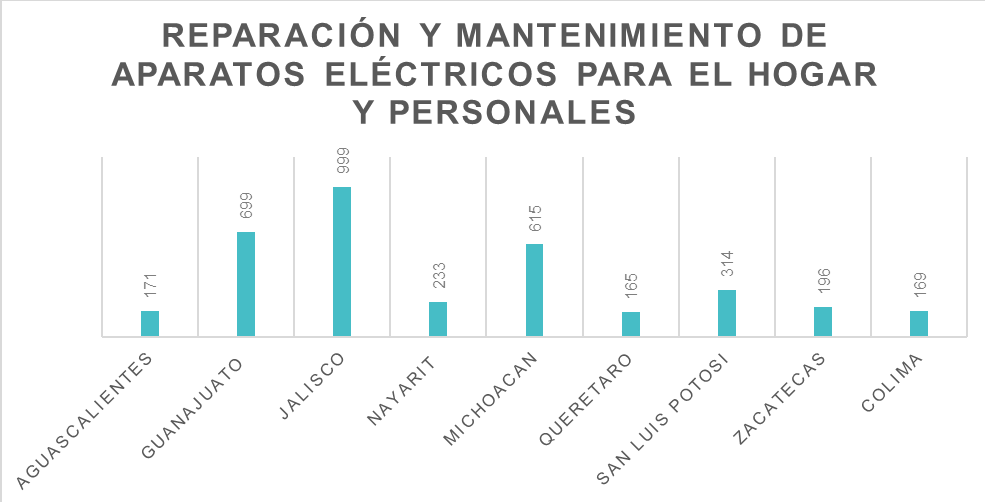 REPARACIÓN Y MANTENIMIENTO DE
APARATOS ELÉCTRICOS PARA EL HOGAR
Y PERSONALES
171
699
999
233
615
165
314
196
169
AGUASCALIENTES
GUANAJUATO
JALISCO
NAYARIT
MICHOACAN
QUERETARO
SAN LUIS POTOSI
ZACATECAS
COLIMA